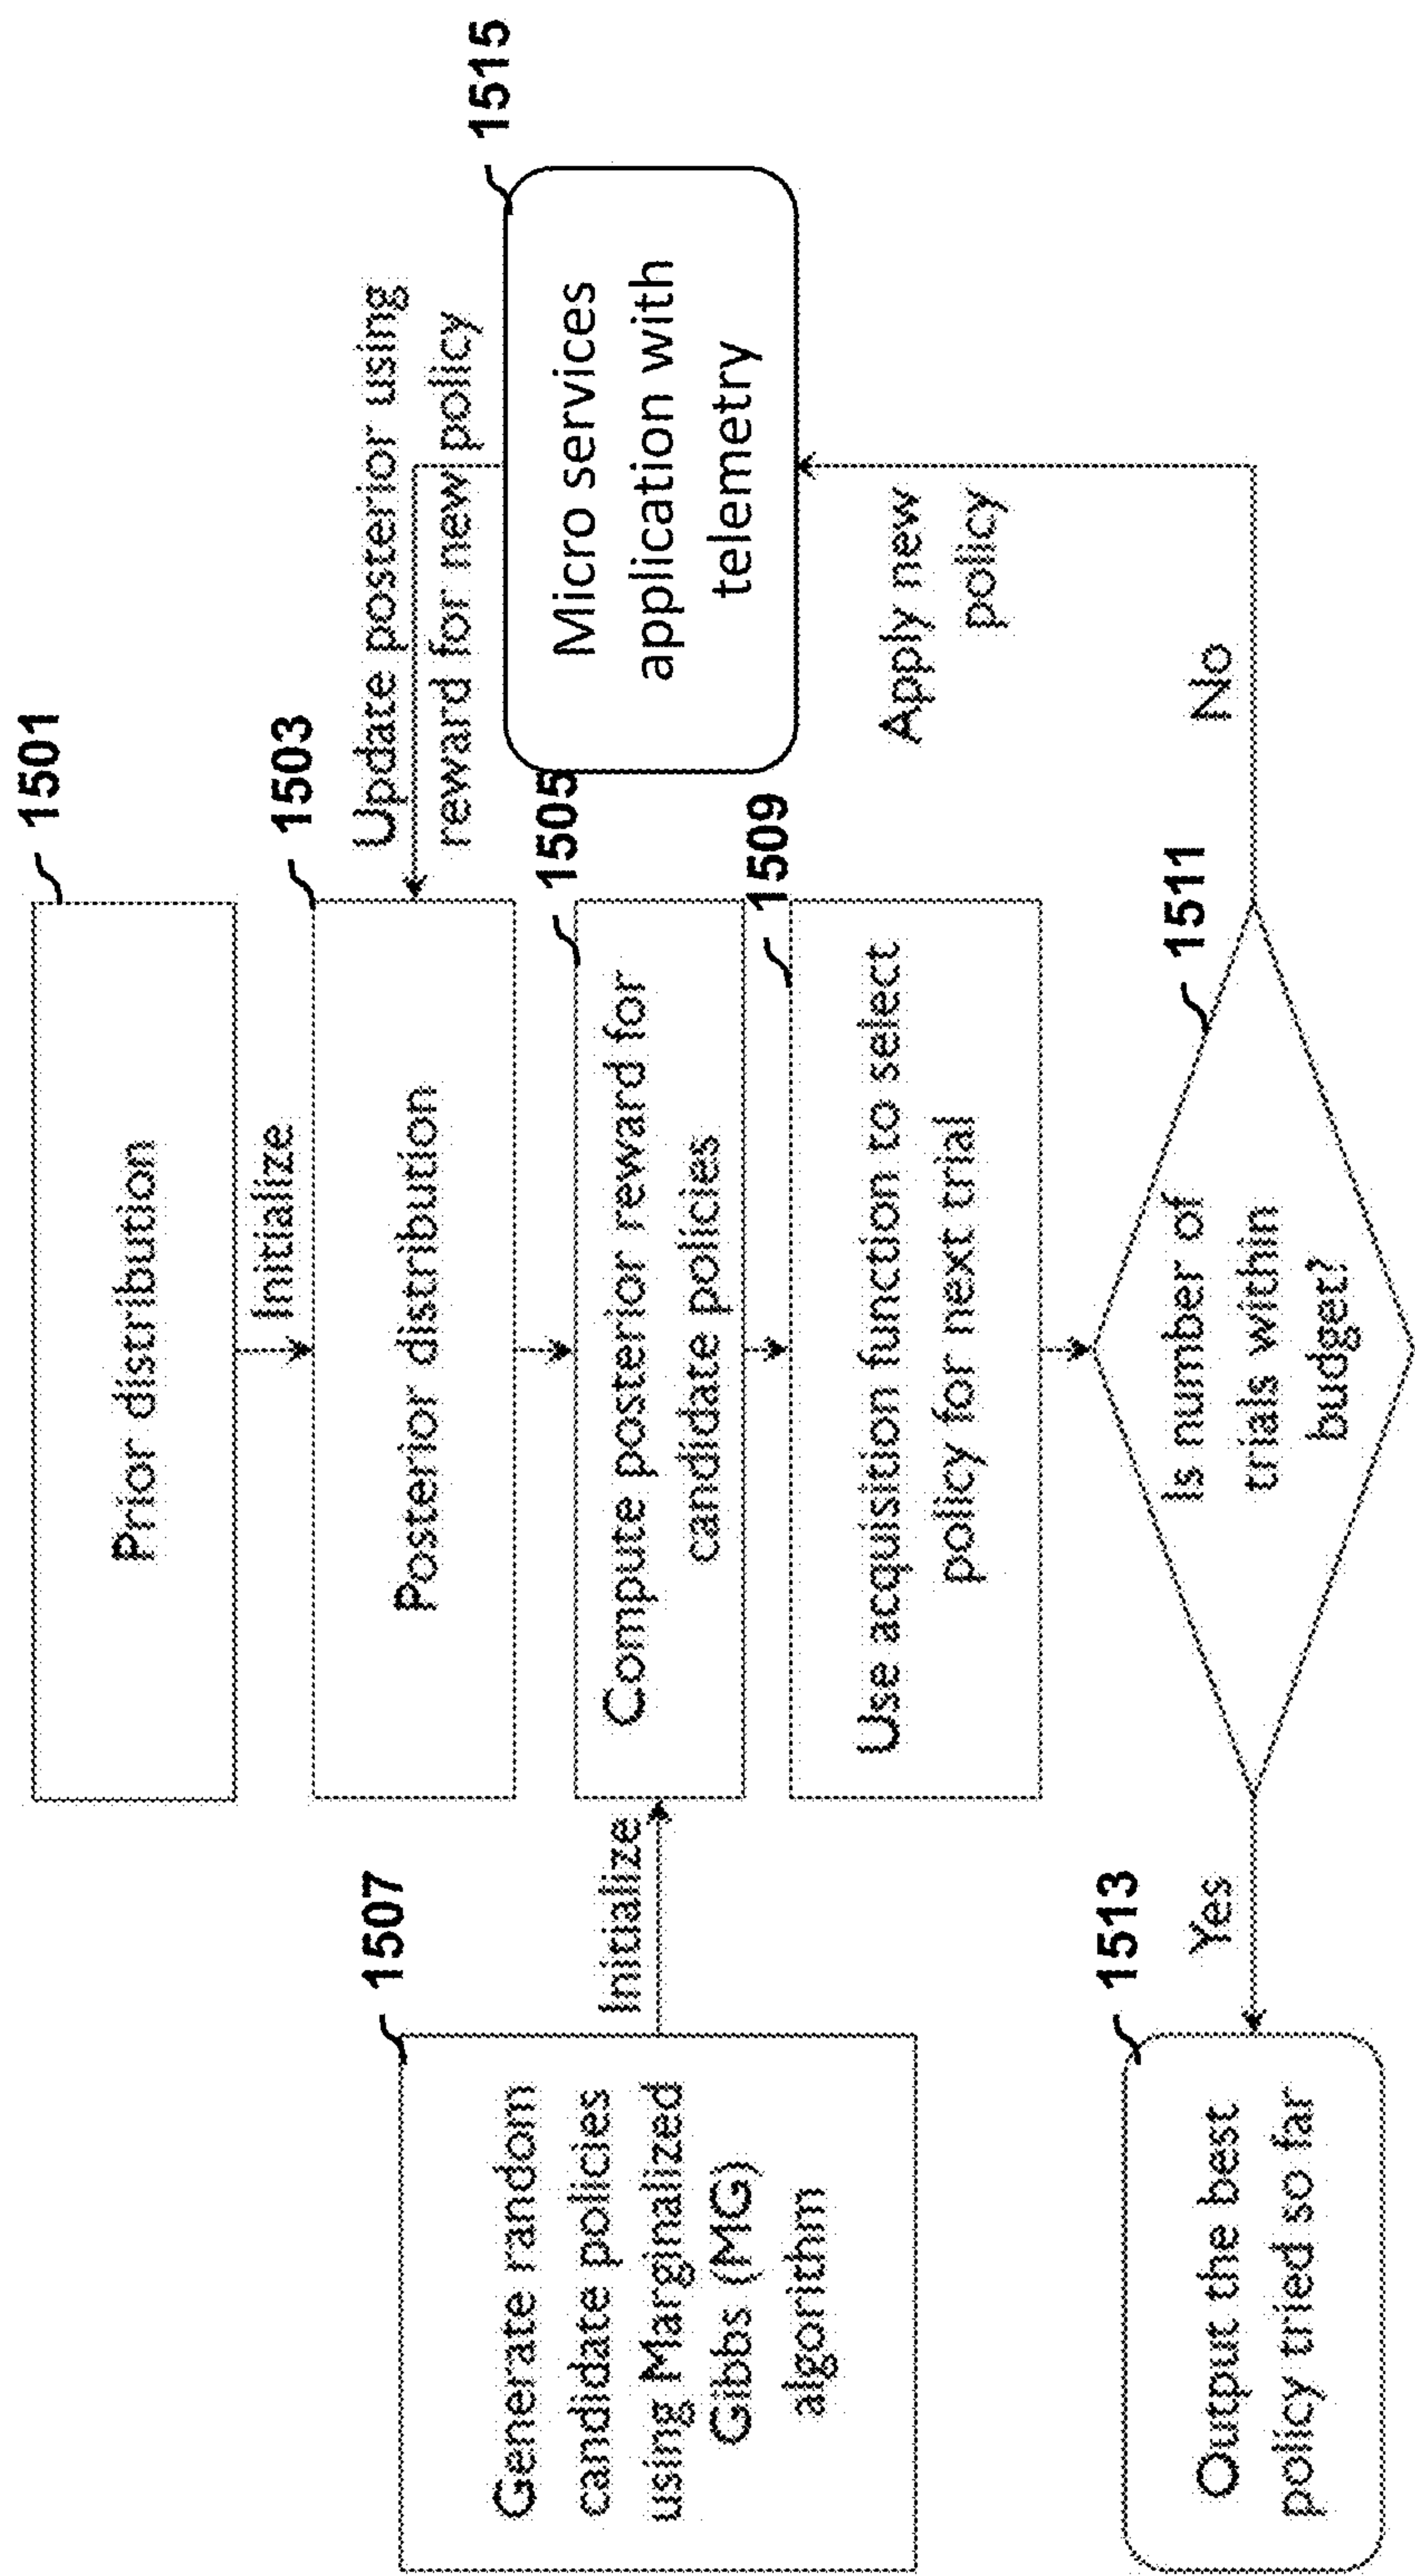 1501
Prior distribution
Initialize
1503
Posterior distribution
Update posterior using
reward for new policy
1515
Micro services
application with
telemetry
1507
Generate random
candidate policies
using Marginalized
Gibbs (MG)
algorithm
Initialize
1505
Compute posterior reward for
candidate policies
1509
Use acquisition function to select
policy for next trial
Apply new
policy
1511
Is number of
trials within
budget?
No
Yes
1513
Output the best
policy tried so far